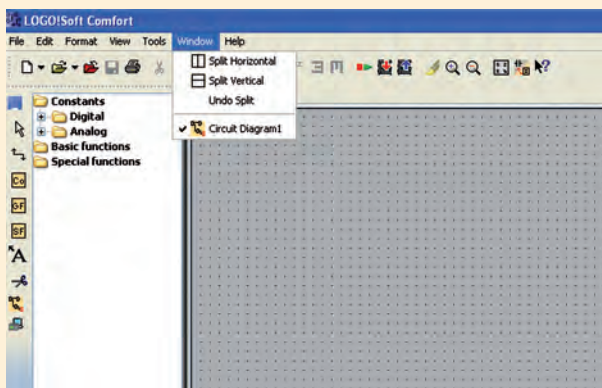 LOGO!Soft Comfort
File Edit Format View Tools Window Help
Split Horizontal
Split Vertical
Undo Split
Circuit Diagram1
Constants
Digital
Analog
Basic functions
Special functions
Co
GF
SF
A